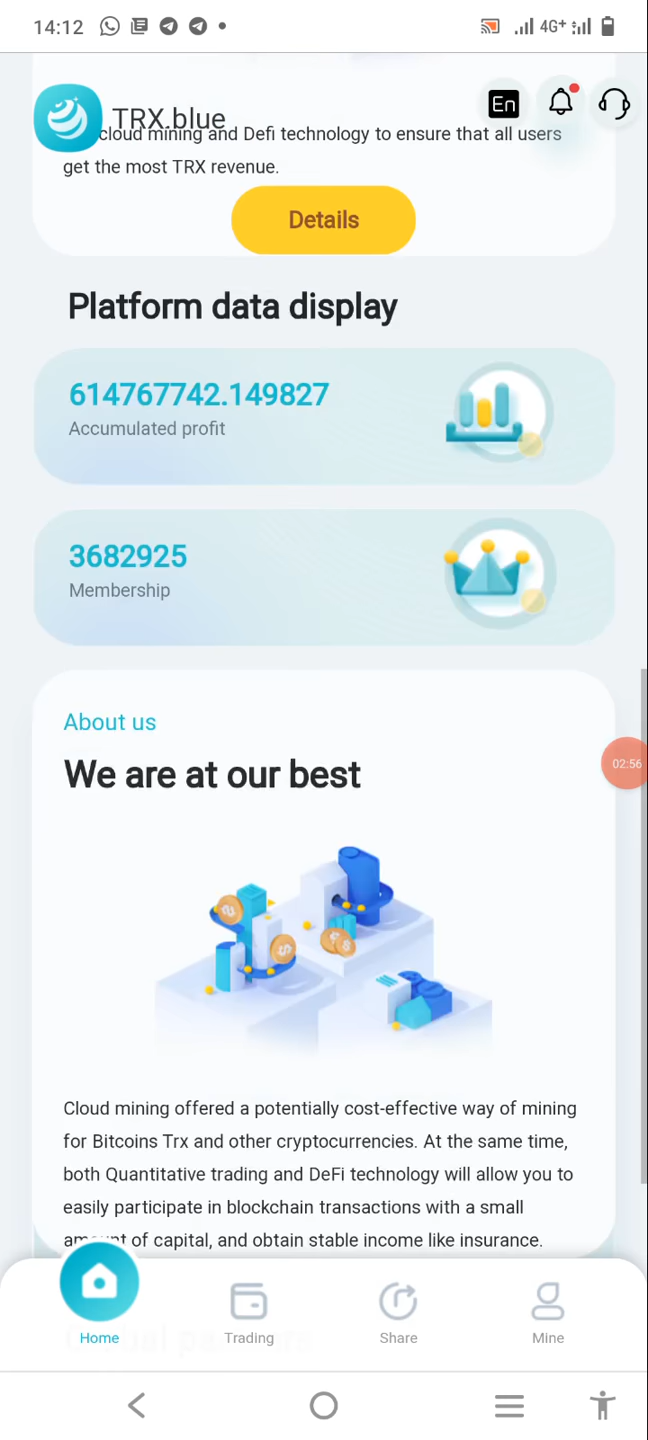 14:12
4G+
TRX.blue
En
cloud mining and Defi technology to ensure that all users
get the most TRX revenue.
Details
Platform data display
614767742.149827
Accumulated profit
3682925
Membership
About us
We are at our best
02:56
Cloud mining offered a potentially cost-effective way of mining
for Bitcoins Trx and other cryptocurrencies. At the same time,
both Quantitative trading and DeFi technology will allow you to
easily participate in blockchain transactions with a small
amount of capital, and obtain stable income like insurance.
Home
Trading
Share
Mine